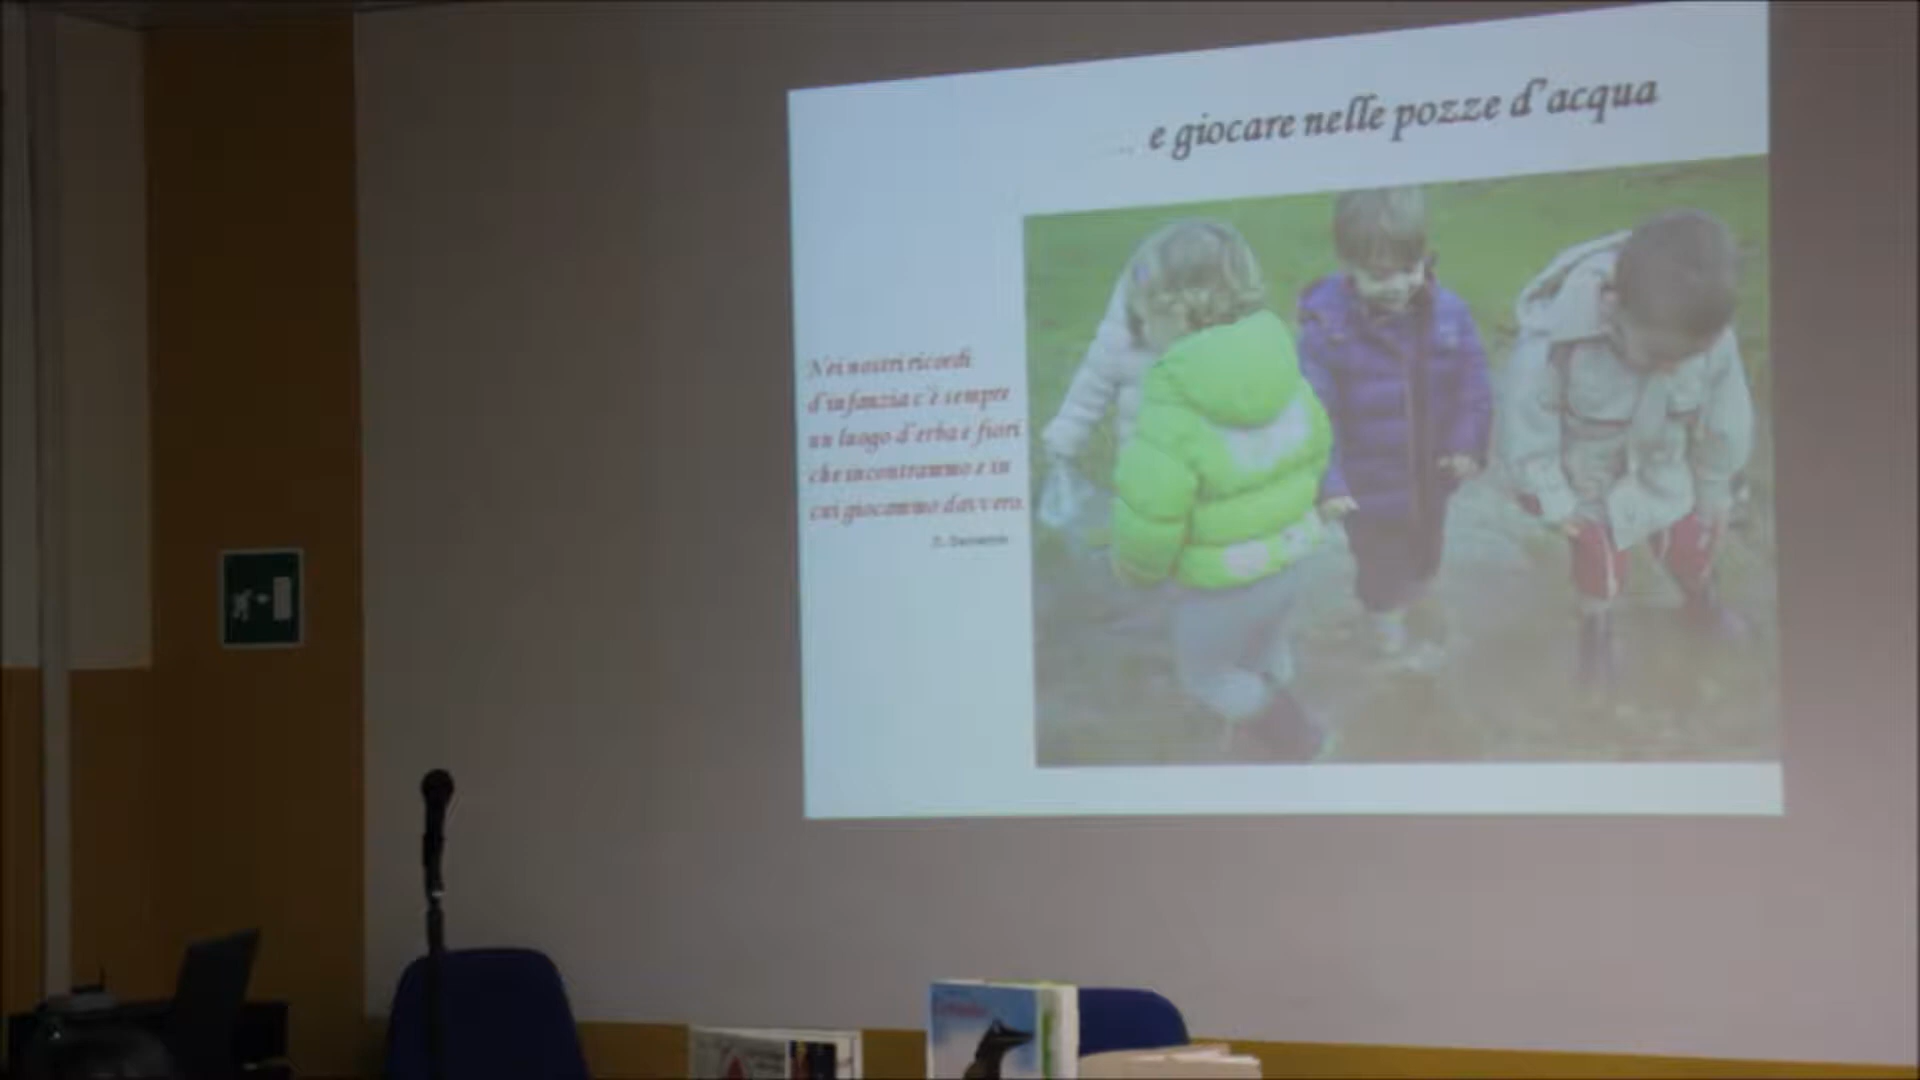 e giocare nelle pozze d'acqua
Nei nostri ricordi
d'infanzia c'è sempre
un luogo d'erba e fiori
che incontrammo e in
cui giocammo davvero.